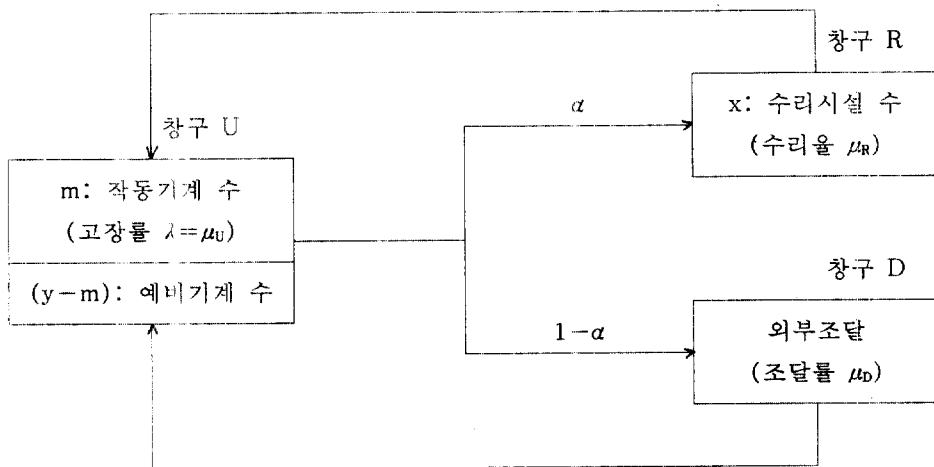 창구 R
x: 수리시설 수
(수리율 μR)
α
창구 U
m: 작동기계 수
(고장률 λ=μU)
(y-m): 예비기계 수
창구 D
외부조달
(조달률 μD)
1-α